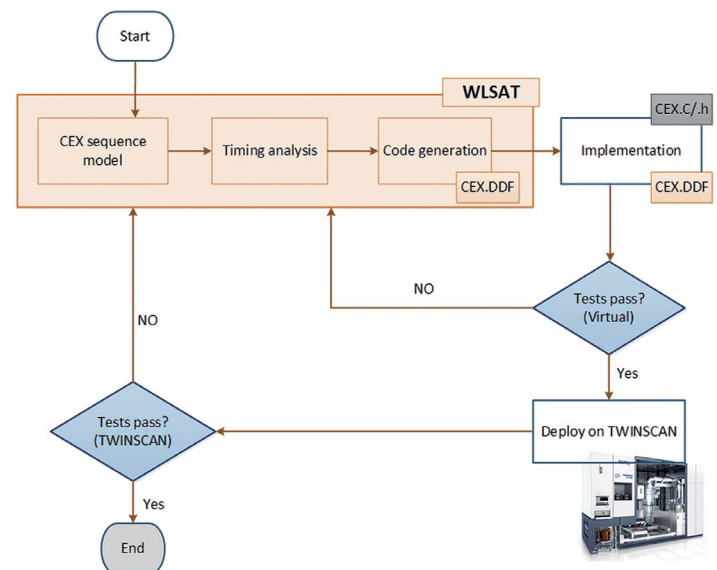 Start
WLSAT
CEX sequence
model
Timing analysis
Code generation
CEX.DDF
CEX.C/.h
Implementation
CEX.DDF
NO
Tests pass?
(Virtual)
Yes
Deploy on TWINSCAN
NO
Tests pass?
(TWINSCAN)
Yes
End